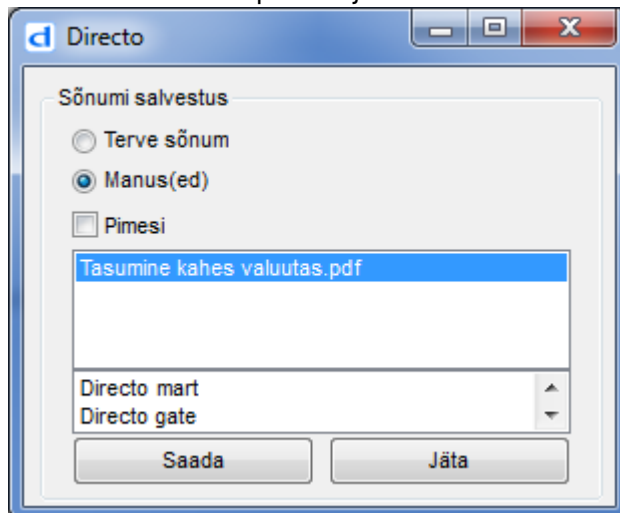 Directo
Sõnumi salvestus
Terve sõnum
Manus(ed)
Pimesi
Tasumine kahes valuutas.pdf
Directo mart
Directo gate
Saada Jäta